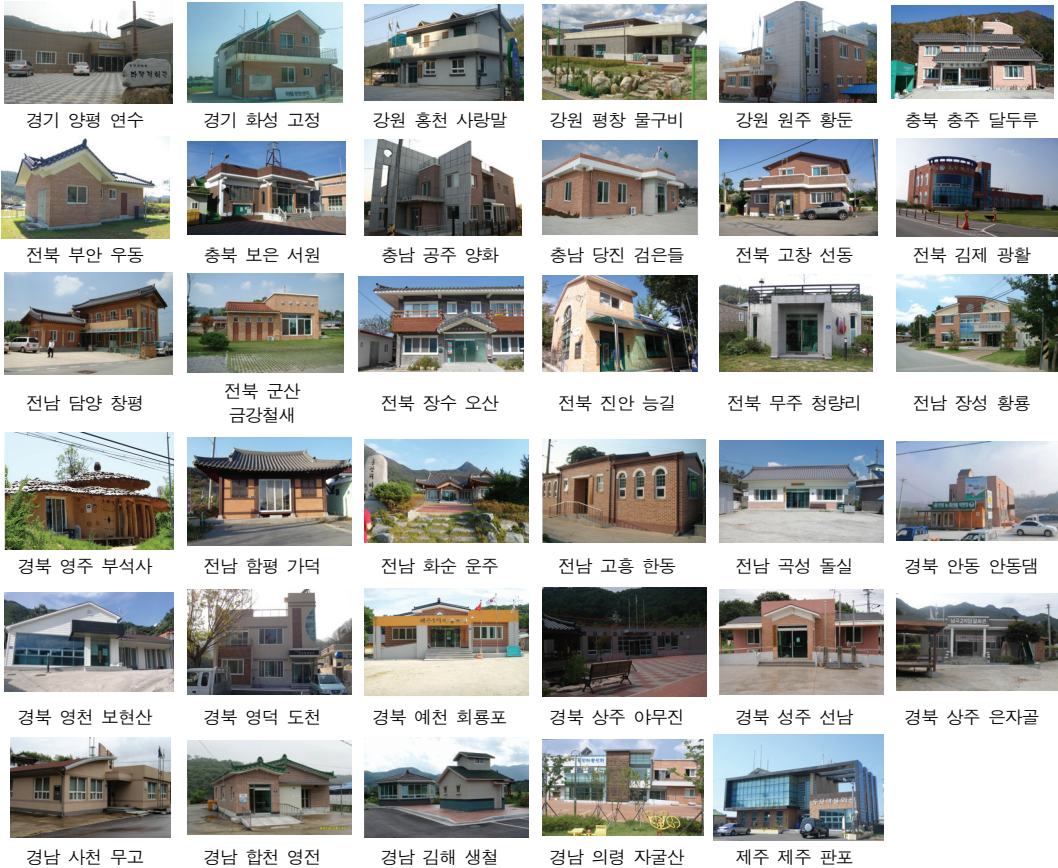 경기 양평 연수
경기 화성 고정
강원 홍천 사랑말
강원 평창 물구비
강원 원주 황둔
충북 충주 달두루
전북 부안 우동
충북 보은 서원
충남 공주 양화
충남 당진 검은들
전북 고창 선동
전북 김제 광활
전남 담양 창평
전북 군산
금강철새
전북 장수 오산
전북 진안 능길
전북 무주 청량리
전남 장성 황룡
경북 영주 부석사
전남 함평 가덕
전남 화순 운주
전남 고흥 한동
전남 곡성 돌실
경북 안동 안동댐
경북 영천 보현산
경북 영덕 도천
경북 예천 회룡포
경북 상주 야무진
경북 성주 선남
경북 상주 은자골
경남 사천 무고
경남 합천 영전
경남 김해 생철
경남 의령 자굴산
제주 제주 판포